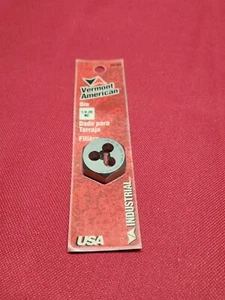 Vermont
American
Die
Dado para
Terraja
Filière
INDUSTRIAL
USA